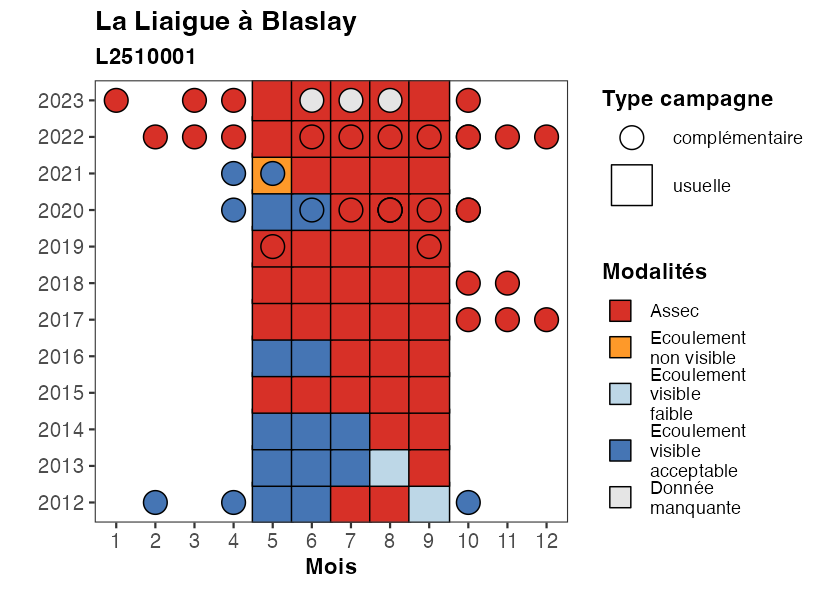 La Liaigue à Blaslay
L2510001
2023
2022
2021
2020
2019
2018
2017
2016
2015
2014
2013
2012
1 2 3 4 5 6 7 8 9 10 11 12
Mois
Type campagne
complémentaire
usuelle
Modalités
Assec
Ecoulement
non visible
Ecoulement
visible
faible
Ecoulement
visible
acceptable
Donnée
manquante